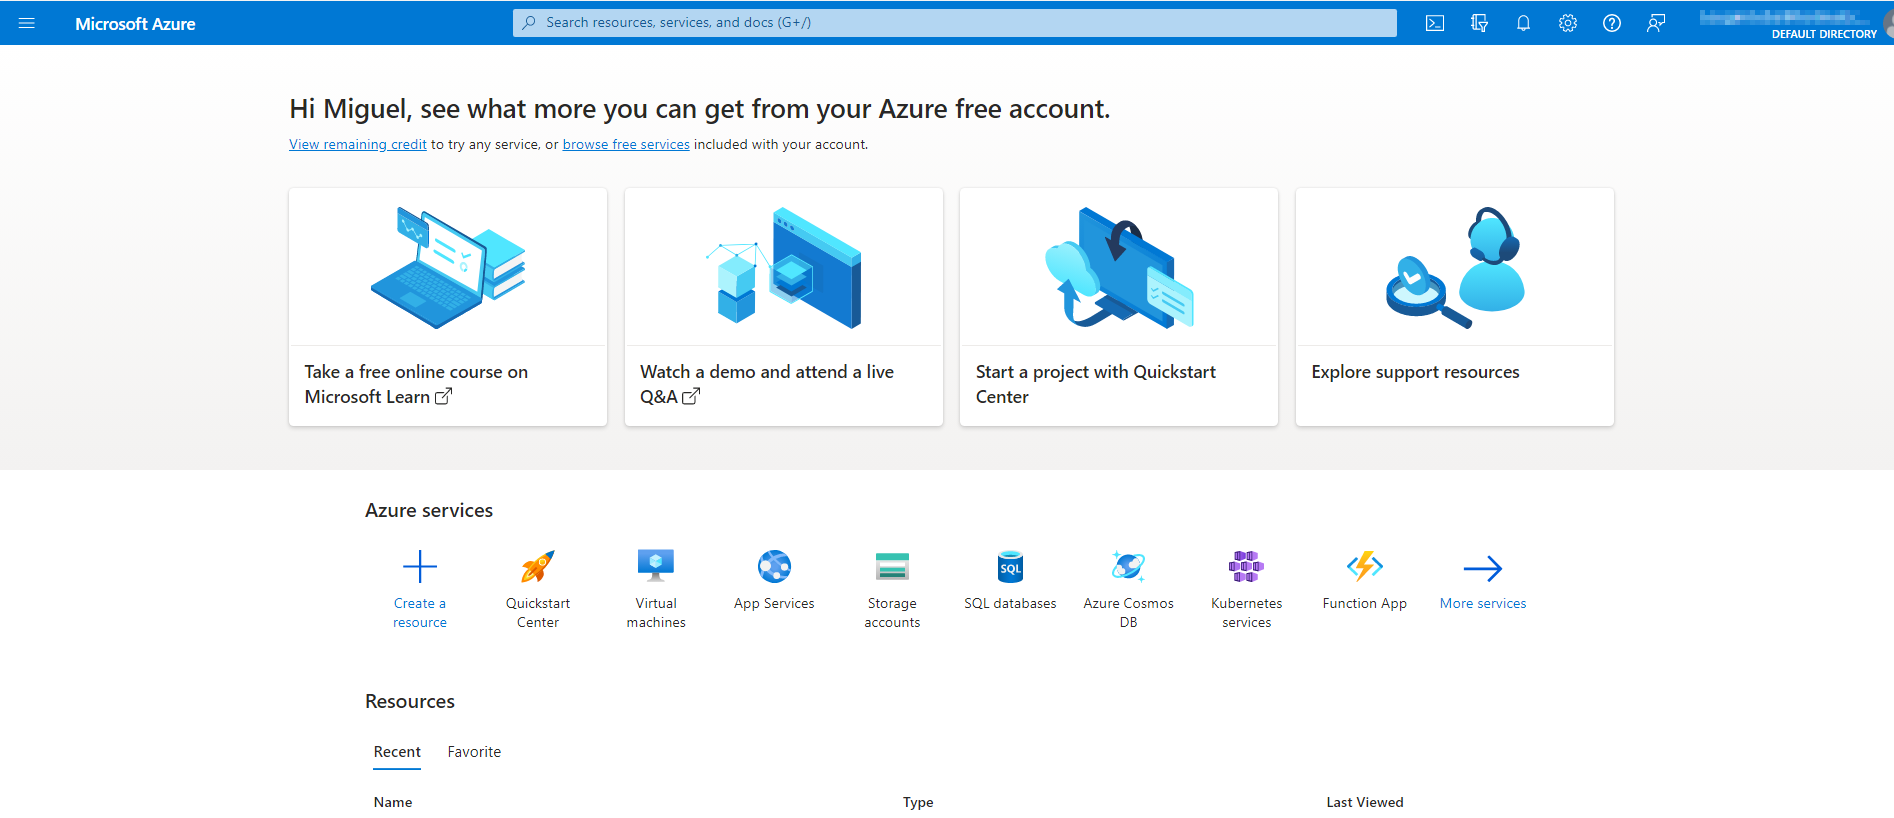 Microsoft Azure
Search resources, services, and docs (G+/)
DEFAULT DIRECTORY
Hi Miguel, see what more you can get from your Azure free account.
View remaining credit to try any service, or browse free services included with your account.
Take a free online course on
Microsoft Learn
Watch a demo and attend a live
Q&A
Start a project with Quickstart
Center
Explore support resources
Azure services
Create a
resource
Quickstart
Center
Virtual
machines
App Services
Storage
accounts
SQL
SQL databases
Azure Cosmos
DB
Kubernetes
services
Function App
More services
Resources
Recent
Favorite
Name
Type
Last Viewed